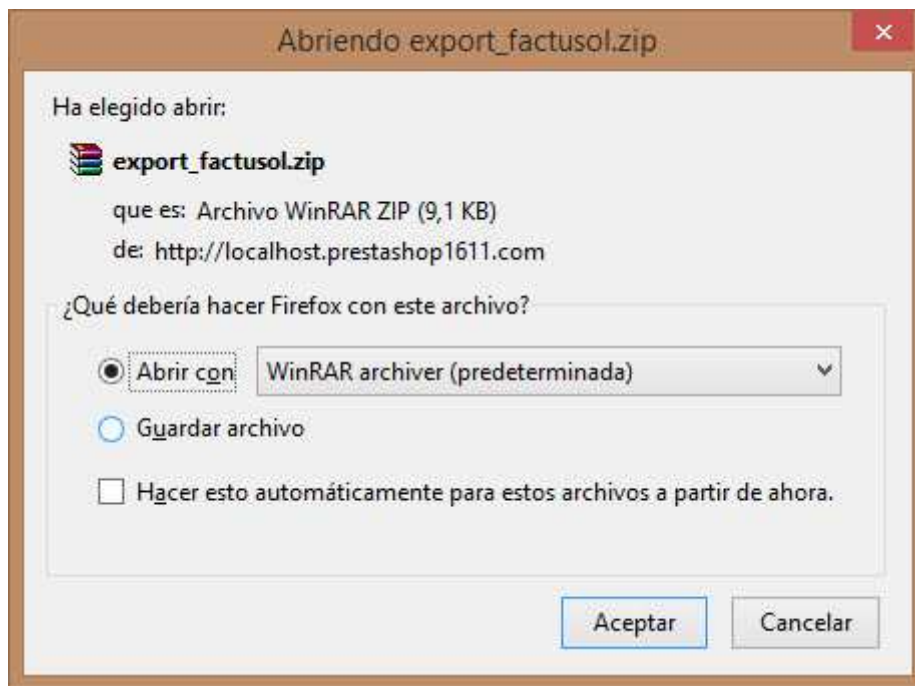 Abriendo export_factusol.zip
Ha elegido abrir:
export_factusol.zip
que es: Archivo WinRAR ZIP (9,1 KB)
de: http://localhost.prestashop1611.com
¿Qué debería hacer Firefox con este archivo?
Abrir con WinRAR archiver (predeterminada)
Guardar archivo
Hacer esto automáticamente para estos archivos a partir de ahora.
Aceptar Cancelar